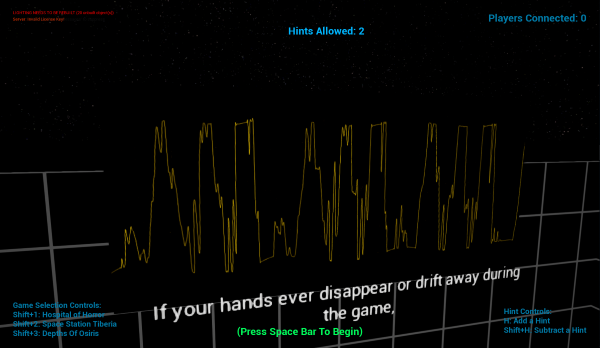 Hints Allowed: 2
Players Connected: 0
If your hands ever disappear or drift away during
the game,
(Press Space Bar To Begin)
Game Selection Controls:
Shift+1: Hospital of Horror
Shift+2: Space Station Tiberia
Shift+3: Depths Of Osiris
Hint Controls:
H: Add a Hint
Shift+H: Subtract a Hint